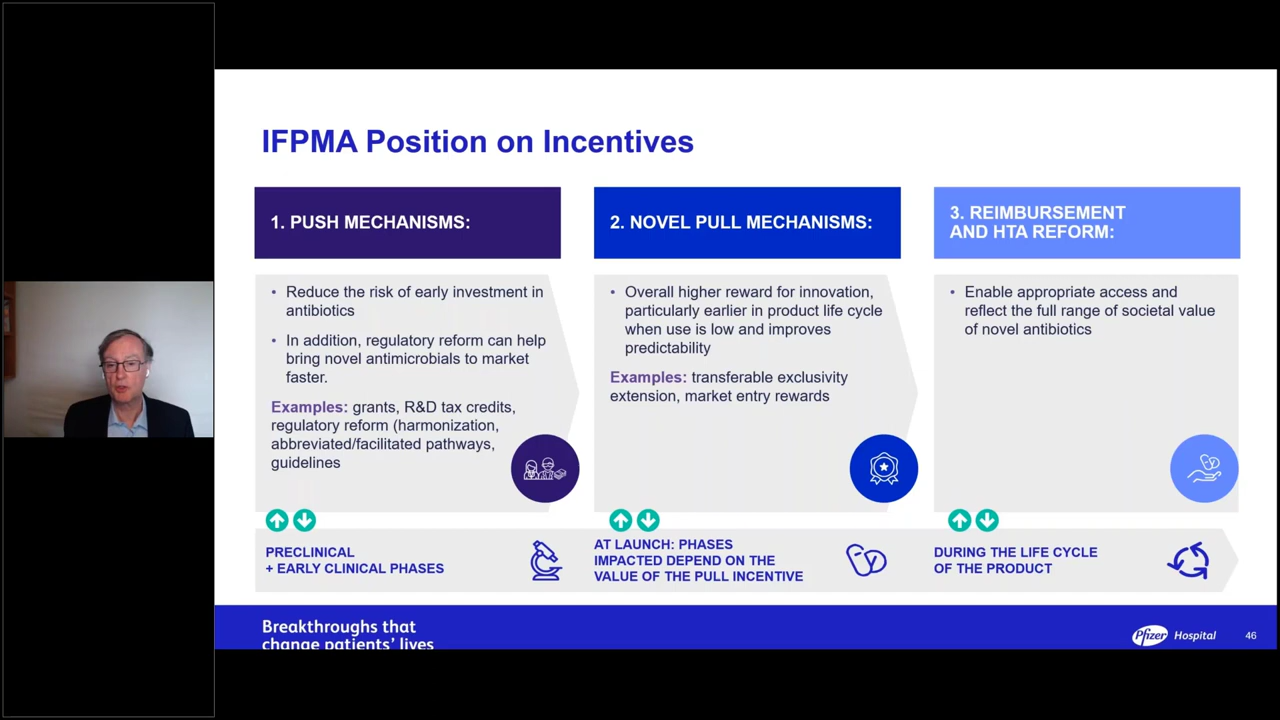 IFPMA Position on Incentives
1. PUSH MECHANISMS:
• Reduce the risk of early investment in
antibiotics
• In addition, regulatory reform can help
bring novel antimicrobials to market
faster.
Examples: grants, R&D tax credits,
regulatory reform (harmonization,
abbreviated/facilitated pathways,
guidelines
PRECLINICAL
+ EARLY CLINICAL PHASES
2. NOVEL PULL MECHANISMS:
• Overall higher reward for innovation,
particularly earlier in product life cycle
when use is low and improves
predictability
Examples: transferable exclusivity
extension, market entry rewards
AT LAUNCH: PHASES
IMPACTED DEPEND ON THE
VALUE OF THE PULL INCENTIVE
3. REIMBURSEMENT
AND HTA REFORM:
• Enable appropriate access and
reflect the full range of societal value
of novel antibiotics
DURING THE LIFE CYCLE
OF THE PRODUCT
Breakthroughs that
change patients' lives
Pfizer Hospital
46